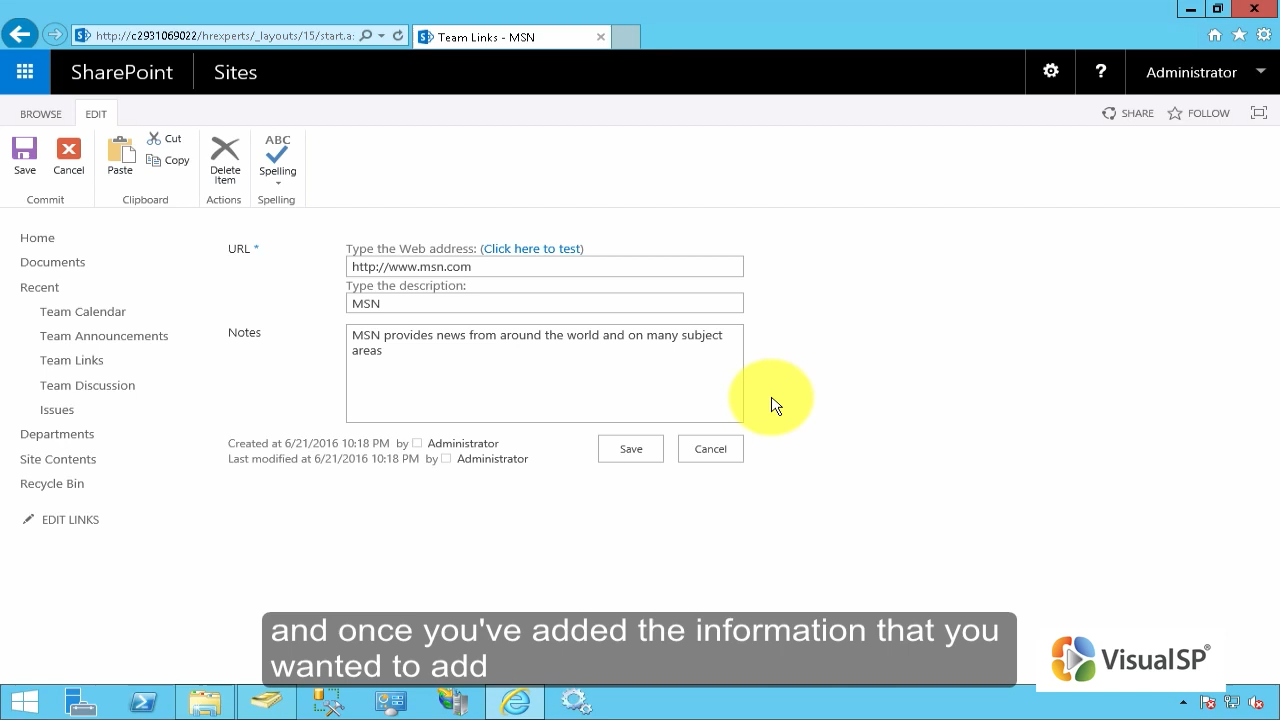 http://c2931069022/hrexperts/_layouts/15/start.a:
Team Links - MSN
SharePoint
Sites
?
Administrator
BROWSE
EDIT
SHARE
FOLLOW
Save
Cancel
Paste
Cut
Copy
Delete
Item
ABC
Spelling
Commit
Clipboard
Actions
Spelling
Home
Documents
Recent
Team Calendar
Team Announcements
Team Links
Team Discussion
Issues
Departments
Site Contents
Recycle Bin
EDIT LINKS
URL *
Type the Web address: (Click here to test)
http://www.msn.com
Type the description:
MSN
Notes
MSN provides news from around the world and on many subject
areas
Created at 6/21/2016 10:18 PM by Administrator
Last modified at 6/21/2016 10:18 PM by Administrator
Save
Cancel
and once you've added the information that you
wanted to add
VisualSP®